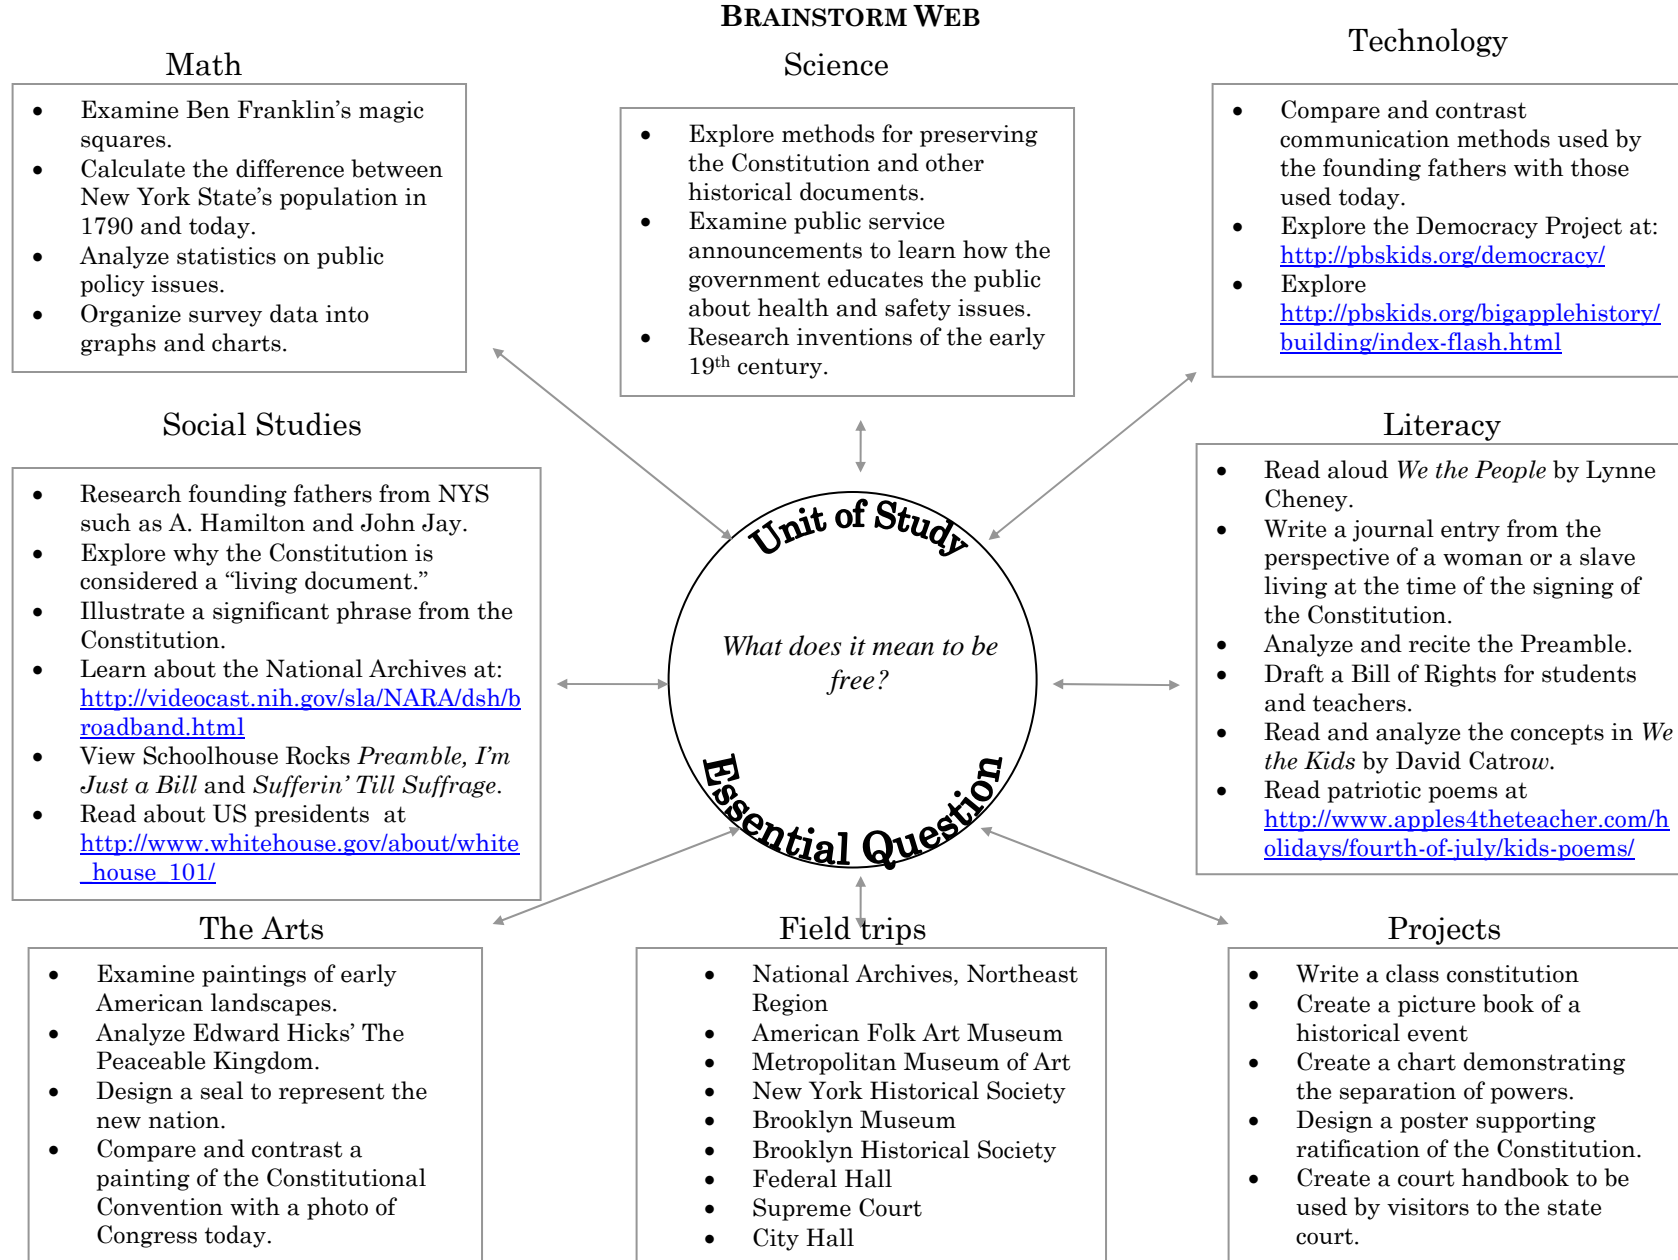 BRAINSTORM WEB
Math
• Examine Ben Franklin’s magic
squares.
• Calculate the difference between
New York State’s population in
1790 and today.
• Analyze statistics on public
policy issues.
• Organize survey data into
graphs and charts.
Science
• Explore methods for preserving
the Constitution and other
historical documents.
• Examine public service
announcements to learn how the
government educates the public
about health and safety issues.
• Research inventions of the early
19th century.
Technology
• Compare and contrast
communication methods used by
the founding fathers with those
used today.
• Explore the Democracy Project at:
http://pbskids.org/democracy/
• Explore
http://pbskids.org/bigapplehistory/
building/index-flash.html
Social Studies
• Research founding fathers from NYS
such as A. Hamilton and John Jay.
• Explore why the Constitution is
considered a “living document.”
• Illustrate a significant phrase from the
Constitution.
• Learn about the National Archives at:
http://videocast.nih.gov/sla/NARA/dsh/b
roadband.html
• View Schoolhouse Rocks Preamble, I’m
Just a Bill and Sufferin’ Till Suffrage.
• Read about US presidents at
http://www.whitehouse.gov/about/white
_house_101/
Unit of Study
What does it mean to be
free?
Essential Question
Literacy
• Read aloud We the People by Lynne
Cheney.
• Write a journal entry from the
perspective of a woman or a slave
living at the time of the signing of
the Constitution.
• Analyze and recite the Preamble.
• Draft a Bill of Rights for students
and teachers.
• Read and analyze the concepts in We
the Kids by David Catrow.
• Read patriotic poems at
http://www.apples4theteacher.com/h
olidays/fourth-of-july/kids-poems/
The Arts
• Examine paintings of early
American landscapes.
• Analyze Edward Hicks’ The
Peaceable Kingdom.
• Design a seal to represent the
new nation.
• Compare and contrast a
painting of the Constitutional
Convention with a photo of
Congress today.
Field trips
• National Archives, Northeast
Region
• American Folk Art Museum
• Metropolitan Museum of Art
• New York Historical Society
• Brooklyn Museum
• Brooklyn Historical Society
• Federal Hall
• Supreme Court
• City Hall
Projects
• Write a class constitution
• Create a picture book of a
historical event
• Create a chart demonstrating
the separation of powers.
• Design a poster supporting
ratification of the Constitution.
• Create a court handbook to be
used by visitors to the state
court.